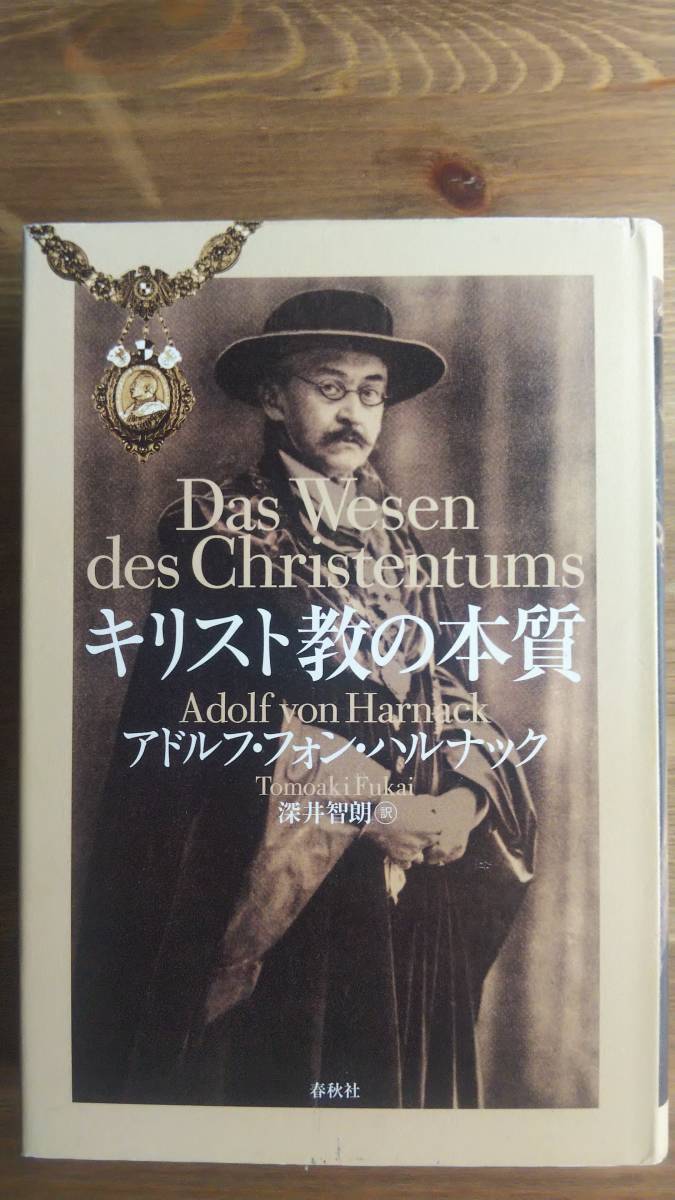 Das Wesen
des Christentums
キリスト教の本質
Adolf von Harnack
アドルフ・フォン・ハルナック
Tomoaki Fukai
深井智朗 訳
春秋社